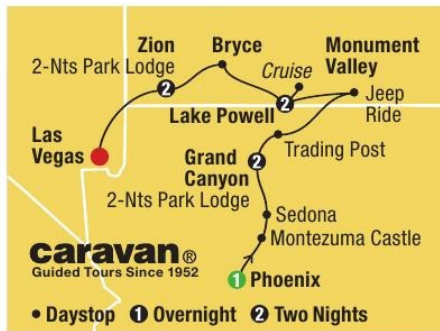 Zion
2-Nts Park Lodge
2
Bryce
Cruise
Monument
Valley
Jeep
Ride
2
Lake Powell
Las
Vegas
Trading Post
Grand
Canyon
2
2-Nts Park Lodge
Sedona
Montezuma Castle
1 Phoenix
caravan®
Guided Tours Since 1952
• Daystop 1 Overnight 2 Two Nights